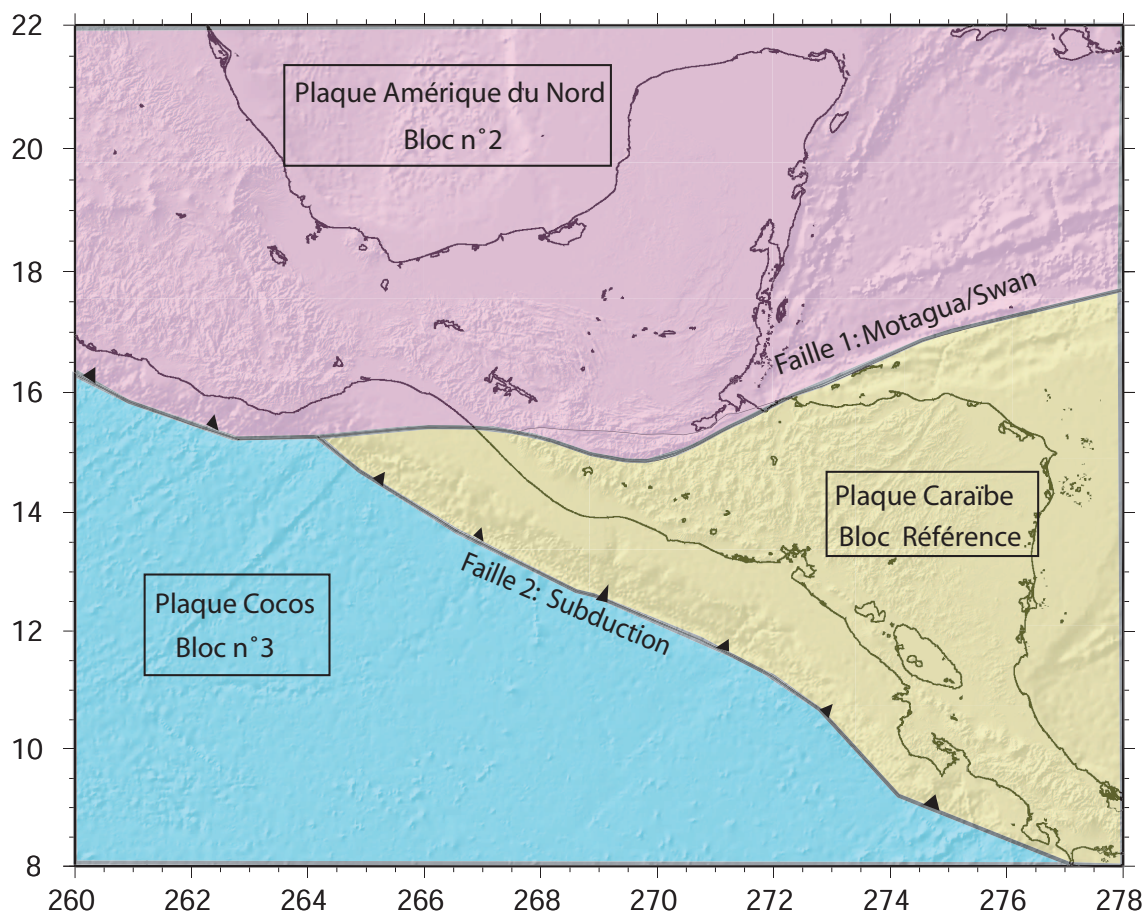 22
20
18
16
14
12
10
8
260
262
264
266
268
270
272
274
276
278
Plaque Amérique du Nord
Bloc n˚2
Faille 1: Motagua/Swan
Plaque Caraïbe
Bloc Référence
Faille 2: Subduction
Plaque Cocos
Bloc n˚3